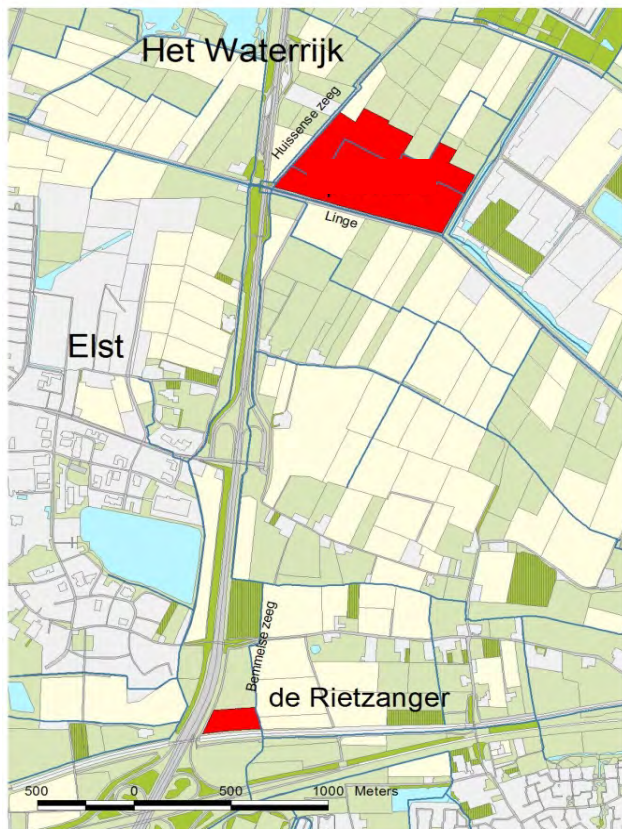 Het Waterrijk
Huissense zeeg
Linge
Elst
Bemmelse zeeg
de Rietzanger
500 0 500 1000 Meters